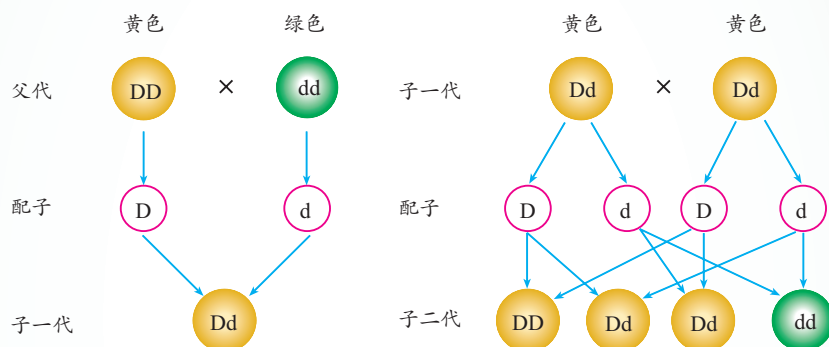 黄色 绿色
父代 DD × dd
配子 D d
子一代 Dd
黄色 黄色
子一代 Dd × Dd
配子 D d D d
子二代 DD Dd Dd dd